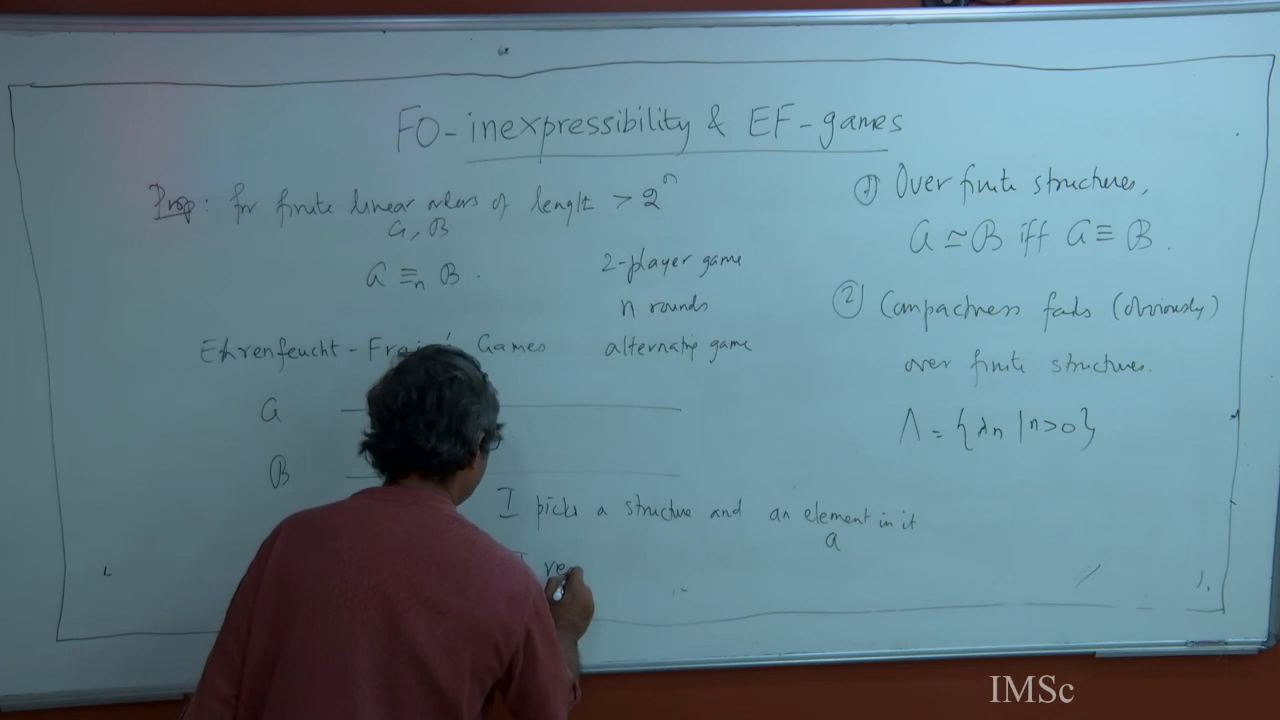 FO-inexpressibility & EF-games
Prop: for finite linear orders of length > 2^n
𝒜, ℬ
𝒜 ≡n ℬ.
2-player game
n rounds
Ehrenfeucht - Games
alternating game
𝒜
ℬ
I picks a structure and an element in it
a
① Over finite structures,
𝒜 ≃ ℬ iff 𝒜 ≡ ℬ.
② Compactness fails (obviously)
over finite structures.
Λ = {λn | n>0}
IMSc